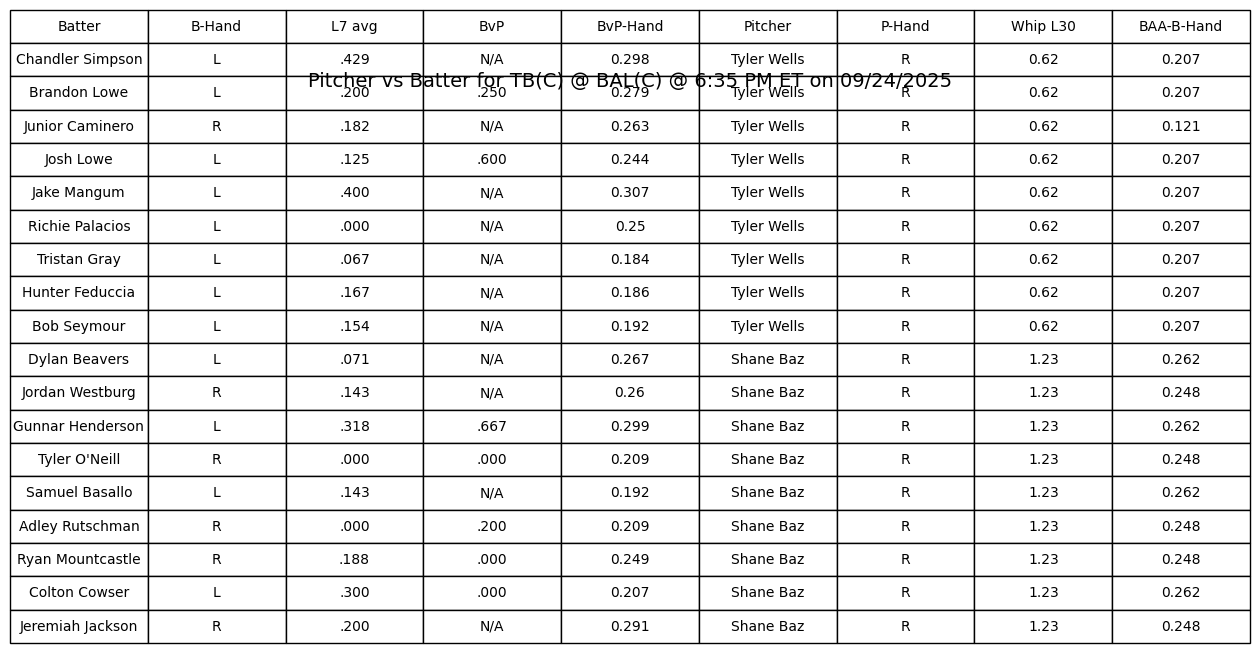 Batter B-Hand L7 avg BvP BvP-Hand Pitcher P-Hand Whip L30 BAA-B-Hand
Chandler Simpson L .429 N/A 0.298 Tyler Wells R 0.62 0.207
Pitcher vs Batter for TB(C) @ BAL(C) @ 6:35 PM ET on 09/24/2025
Brandon Lowe L .200 .250 0.279 Tyler Wells R 0.62 0.207
Junior Caminero R .182 N/A 0.263 Tyler Wells R 0.62 0.121
Josh Lowe L .125 .600 0.244 Tyler Wells R 0.62 0.207
Jake Mangum L .400 N/A 0.307 Tyler Wells R 0.62 0.207
Richie Palacios L .000 N/A 0.25 Tyler Wells R 0.62 0.207
Tristan Gray L .067 N/A 0.184 Tyler Wells R 0.62 0.207
Hunter Feduccia L .167 N/A 0.186 Tyler Wells R 0.62 0.207
Bob Seymour L .154 N/A 0.192 Tyler Wells R 0.62 0.207
Dylan Beavers L .071 N/A 0.267 Shane Baz R 1.23 0.262
Jordan Westburg R .143 N/A 0.26 Shane Baz R 1.23 0.248
Gunnar Henderson L .318 .667 0.299 Shane Baz R 1.23 0.262
Tyler O'Neill R .000 .000 0.209 Shane Baz R 1.23 0.248
Samuel Basallo L .143 N/A 0.192 Shane Baz R 1.23 0.262
Adley Rutschman R .000 .200 0.209 Shane Baz R 1.23 0.248
Ryan Mountcastle R .188 .000 0.249 Shane Baz R 1.23 0.248
Colton Cowser L .300 .000 0.207 Shane Baz R 1.23 0.262
Jeremiah Jackson R .200 N/A 0.291 Shane Baz R 1.23 0.248